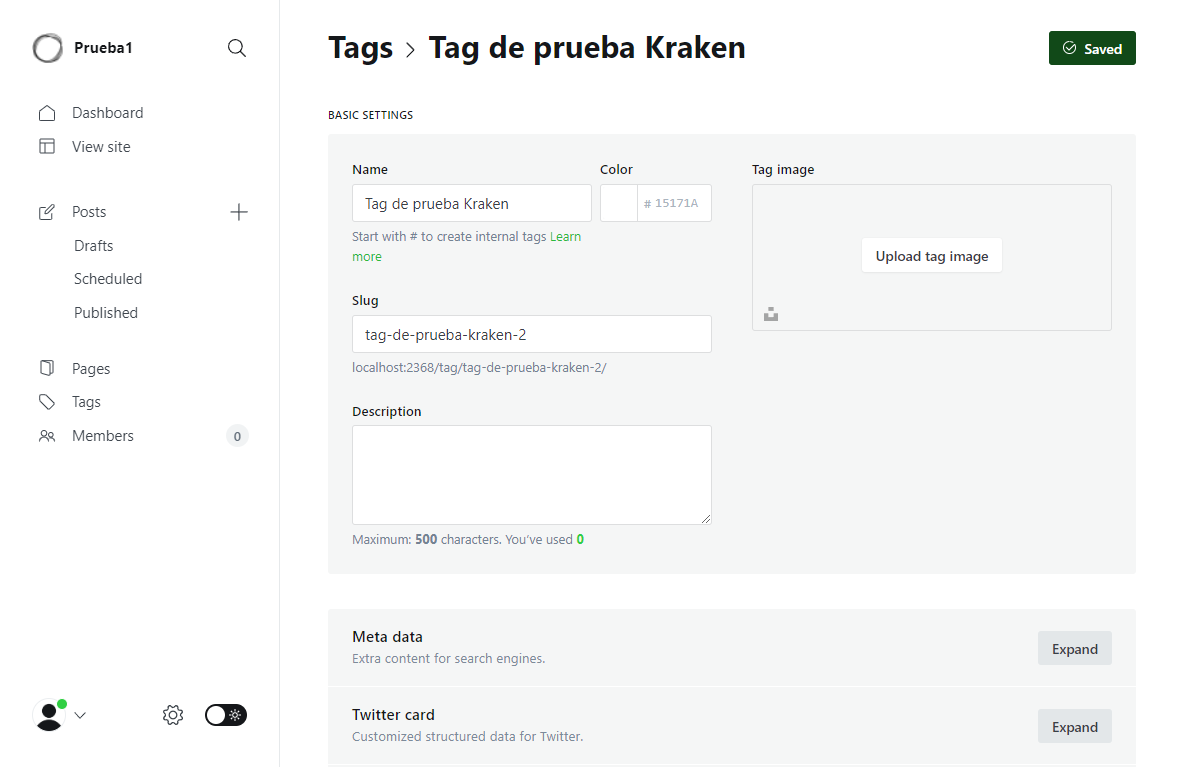 Prueba1
Dashboard
View site
Posts
Drafts
Scheduled
Published
Pages
Tags
Members
0
Tags > Tag de prueba Kraken
Saved
BASIC SETTINGS
Name
Tag de prueba Kraken
Start with # to create internal tags Learn
more
Color
# 15171A
Slug
tag-de-prueba-kraken-2
localhost:2368/tag/tag-de-prueba-kraken-2/
Description
Maximum: 500 characters. You’ve used 0
Tag image
Upload tag image
Meta data
Extra content for search engines.
Expand
Twitter card
Customized structured data for Twitter.
Expand